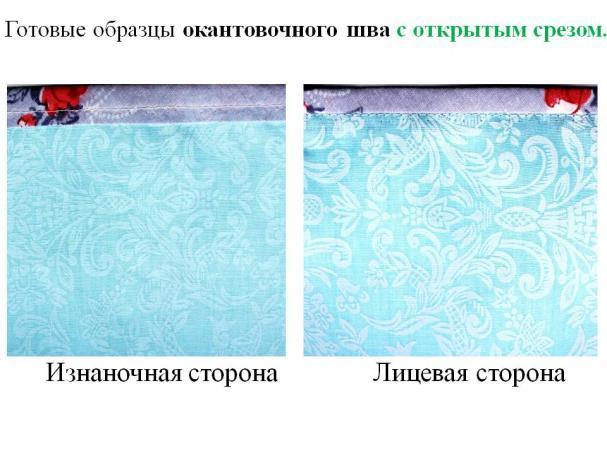 Готовые образцы окантовочного шва с открытым срезом.
Изнаночная сторона
Лицевая сторона